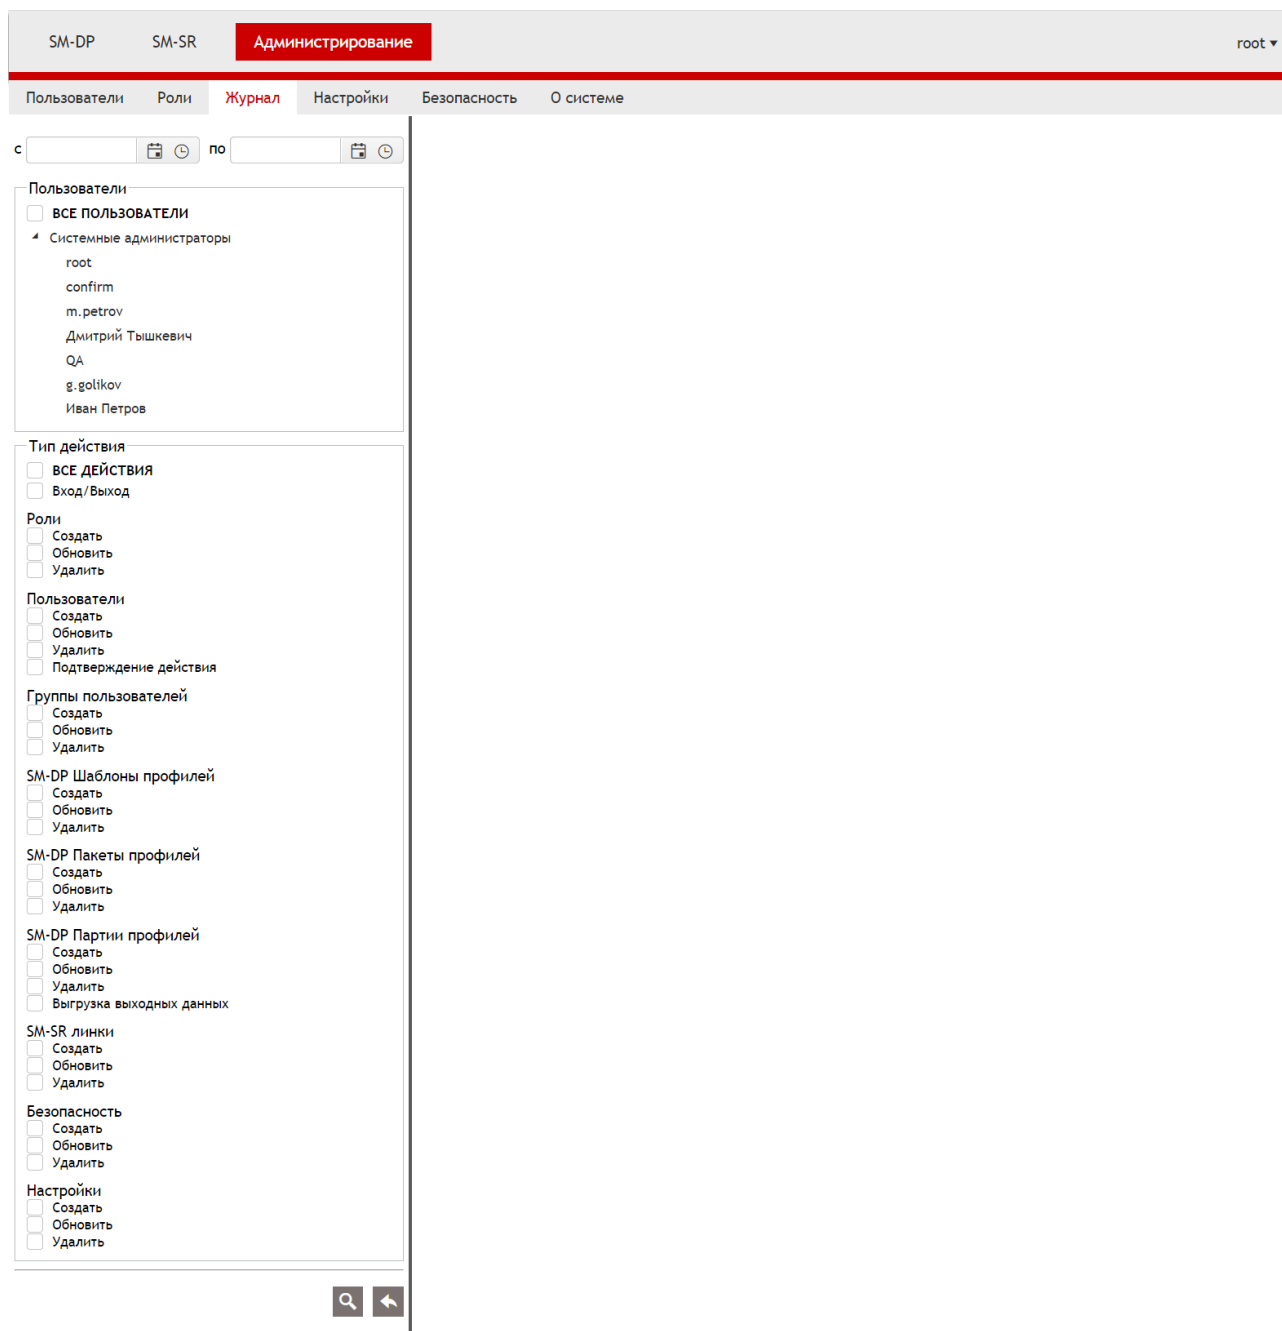 SM-DP SM-SR Администрирование root
Пользователи Роли Журнал Настройки Безопасность О системе
с по
Пользователи
ВСЕ ПОЛЬЗОВАТЕЛИ
Системные администраторы
root
confirm
m.petrov
Дмитрий Тышкевич
QA
g.golikov
Иван Петров
Тип действия
ВСЕ ДЕЙСТВИЯ
Вход/Выход
Роли
Создать
Обновить
Удалить
Пользователи
Создать
Обновить
Удалить
Подтверждение действия
Группы пользователей
Создать
Обновить
Удалить
SM-DP Шаблоны профилей
Создать
Обновить
Удалить
SM-DP Пакеты профилей
Создать
Обновить
Удалить
SM-DP Партии профилей
Создать
Обновить
Удалить
Выгрузка выходных данных
SM-SR линки
Создать
Обновить
Удалить
Безопасность
Создать
Обновить
Удалить
Настройки
Создать
Обновить
Удалить